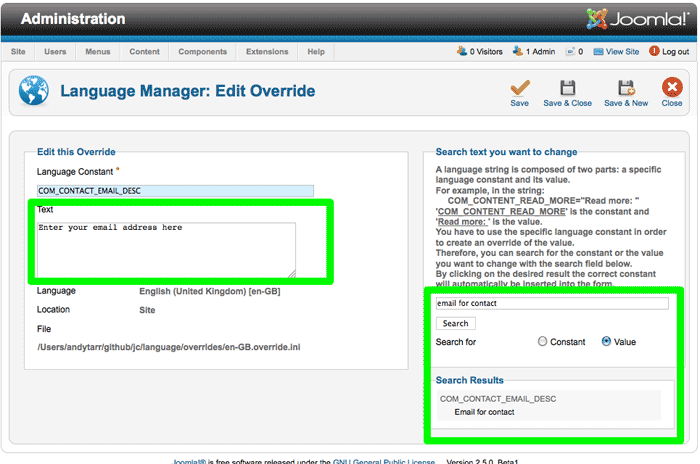 Administration
Joomla!®
Site Users Menus Content Components Extensions Help
0 Visitors 1 Admin 0 View Site Log out
Language Manager: Edit Override
Save Save & Close Save & New Close
Edit this Override
Language Constant *
COM_CONTACT_EMAIL_DESC
Text
Enter your email address here
Language English (United Kingdom) [en-GB]
Location Site
File
/Users/andytarr/github/jc/language/overrides/en-GB.override.ini
Search text you want to change
A language string is composed of two parts: a specific
language constant and its value.
For example, in the string:
COM_CONTENT_READ_MORE="Read more: "
'COM_CONTENT_READ_MORE' is the constant and
'Read more: ' is the value.
You have to use the specific language constant in order
to create an override of the value.
Therefore, you can search for the constant or the value
you want to change with the search field below.
By clicking on the desired result the correct constant
will automatically be inserted into the form.
email for contact
Search
Search for Constant Value
Search Results
COM_CONTACT_EMAIL_DESC
Email for contact
Joomla!® is free software released under the GNU General Public License. Version 2.5.0 Beta1